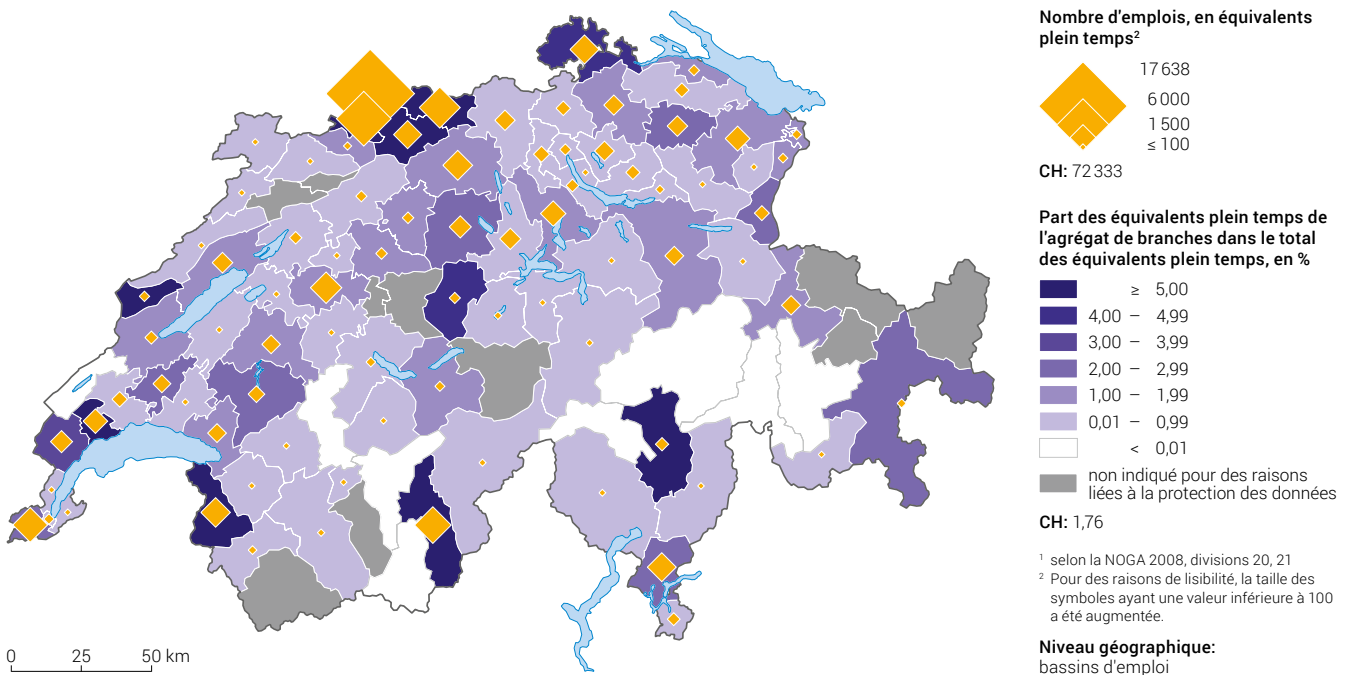 Nombre d'emplois, en équivalents
plein temps²
17 638
6 000
1 500
≤ 100
CH: 72 333
Part des équivalents plein temps de
l'agrégat de branches dans le total
des équivalents plein temps, en %
≥ 5,00
4,00 – 4,99
3,00 – 3,99
2,00 – 2,99
1,00 – 1,99
0,01 – 0,99
< 0,01
non indiqué pour des raisons
liées à la protection des données
CH: 1,76
¹ selon la NOGA 2008, divisions 20, 21
² Pour des raisons de lisibilité, la taille des
symboles ayant une valeur inférieure à 100
a été augmentée.
Niveau géographique:
bassins d'emploi
0 25 50 km